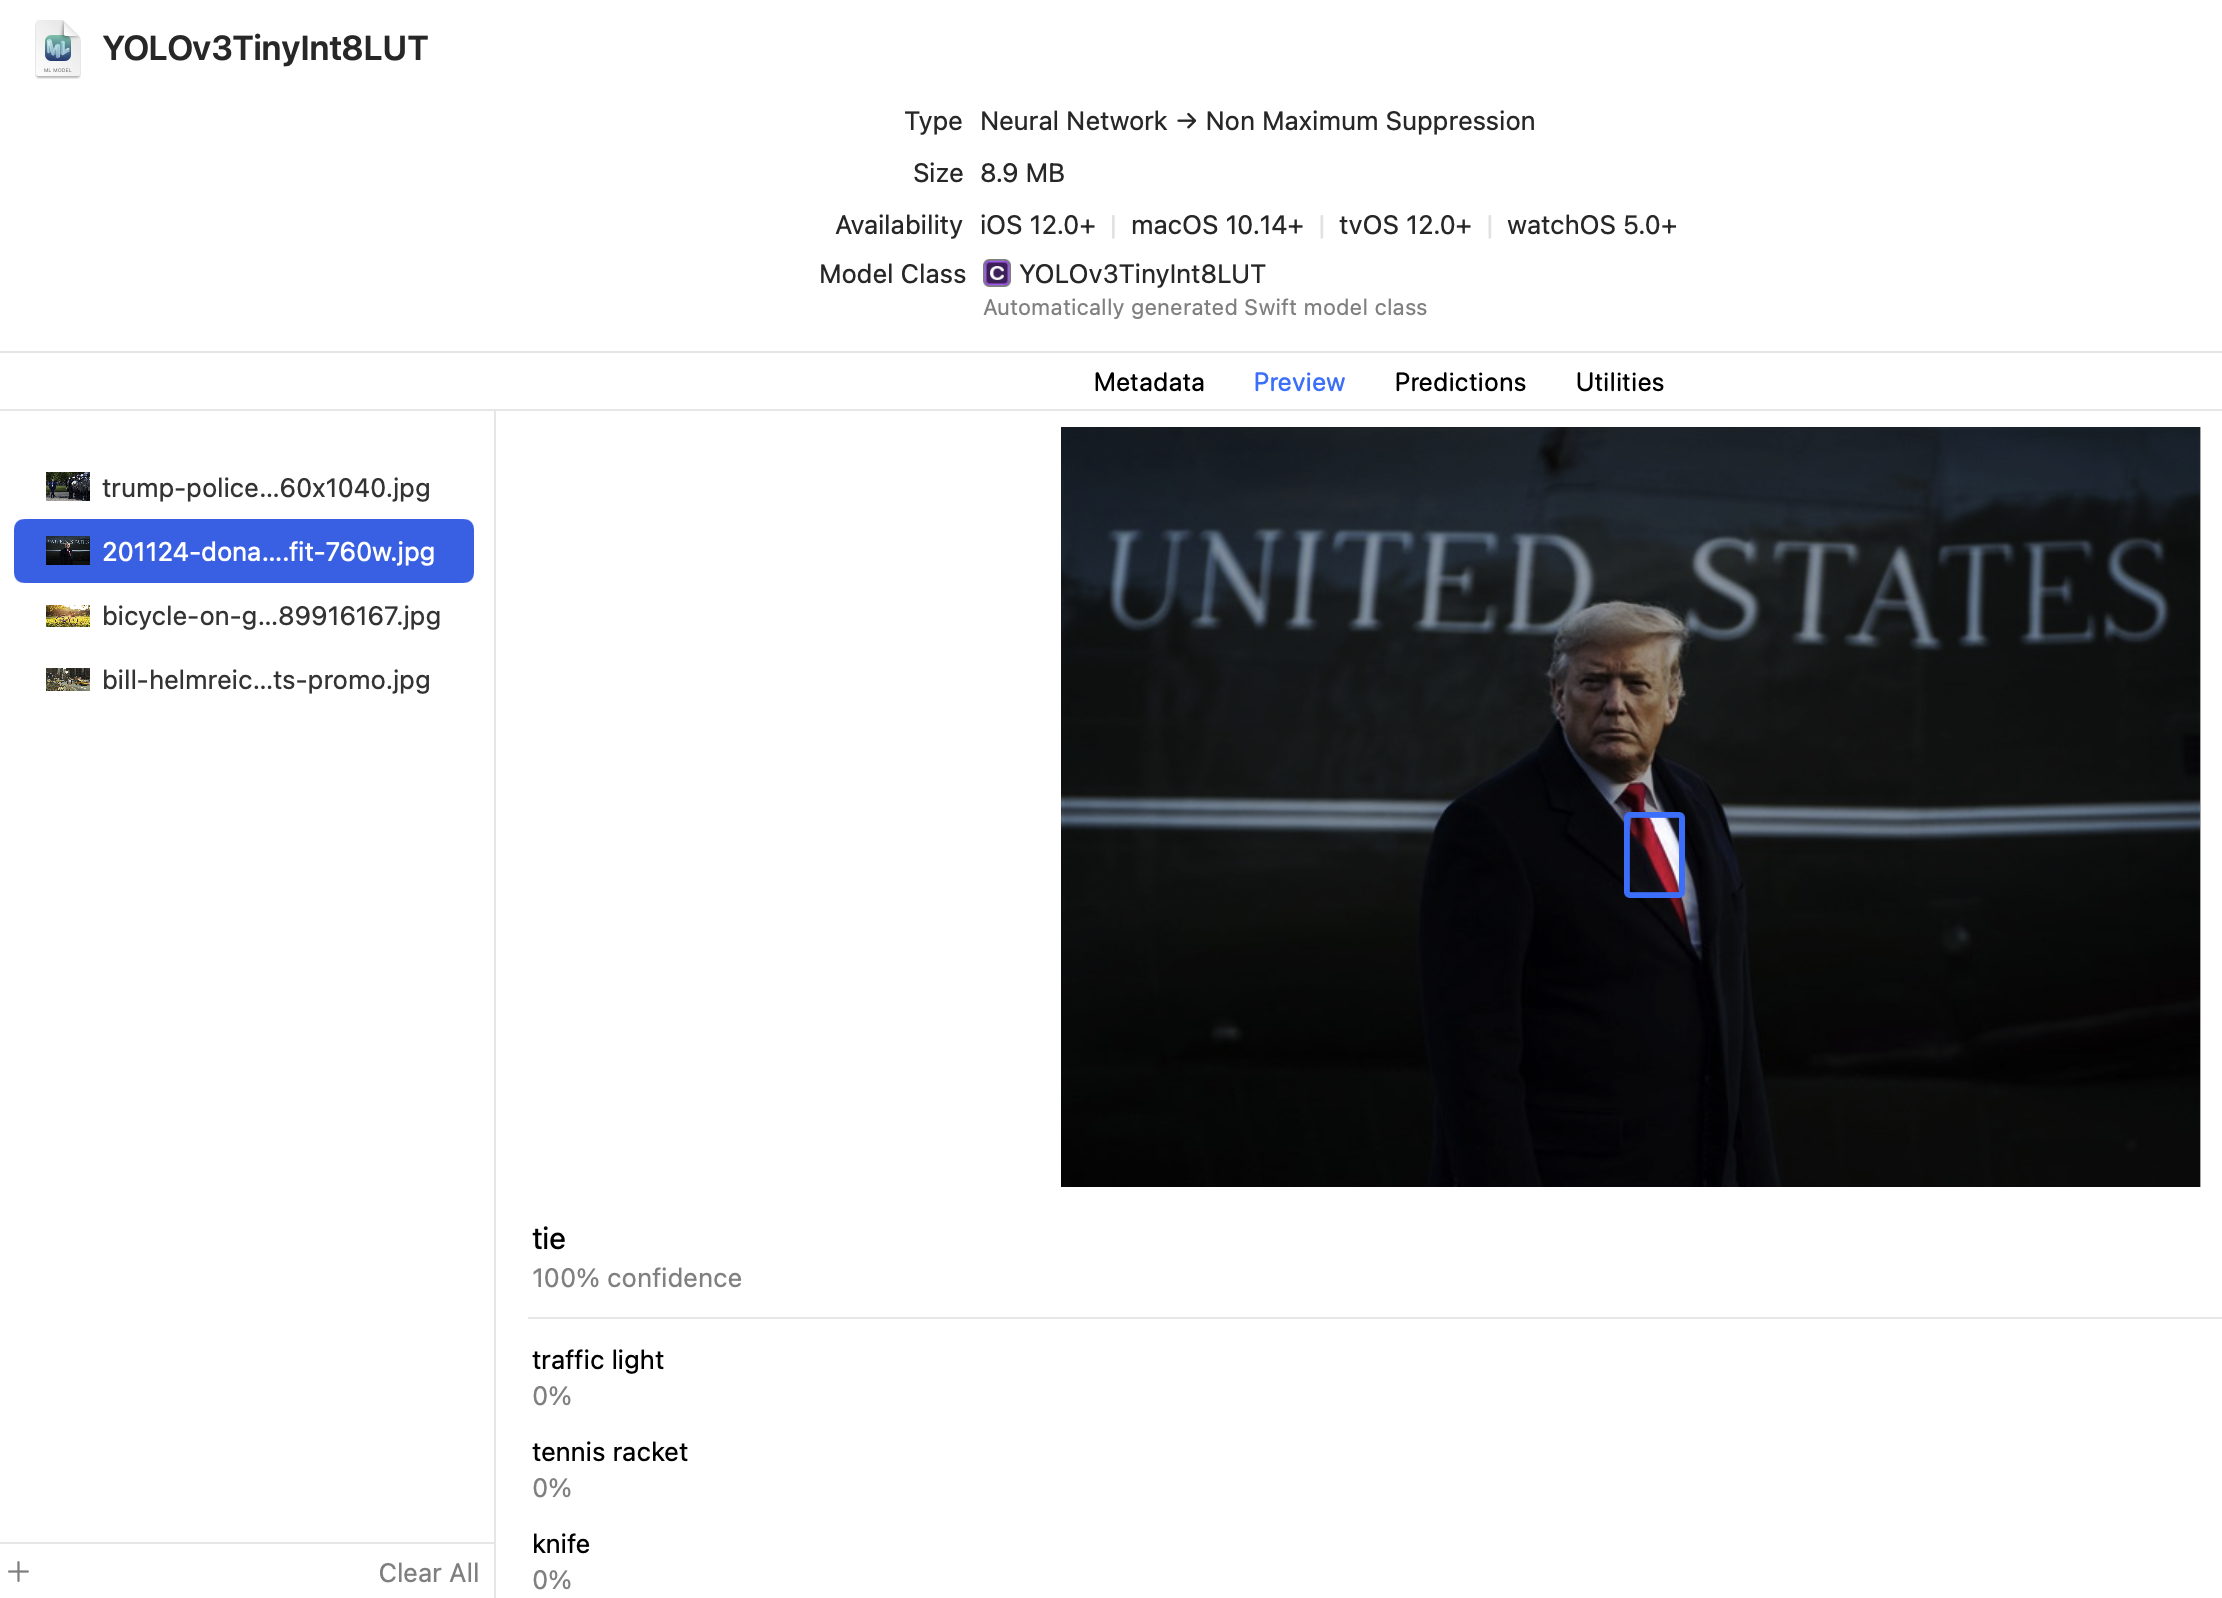 YOLOv3TinyInt8LUT
Type Neural Network → Non Maximum Suppression
Size 8.9 MB
Availability iOS 12.0+ | macOS 10.14+ | tvOS 12.0+ | watchOS 5.0+
Model Class C YOLOv3TinyInt8LUT
Automatically generated Swift model class
Metadata Preview Predictions Utilities
trump-police...60x1040.jpg
201124-dona....fit-760w.jpg
bicycle-on-g...89916167.jpg
bill-helmreic...ts-promo.jpg
UNITED STATES
tie
100% confidence
traffic light
0%
tennis racket
0%
knife
0%
+ Clear All